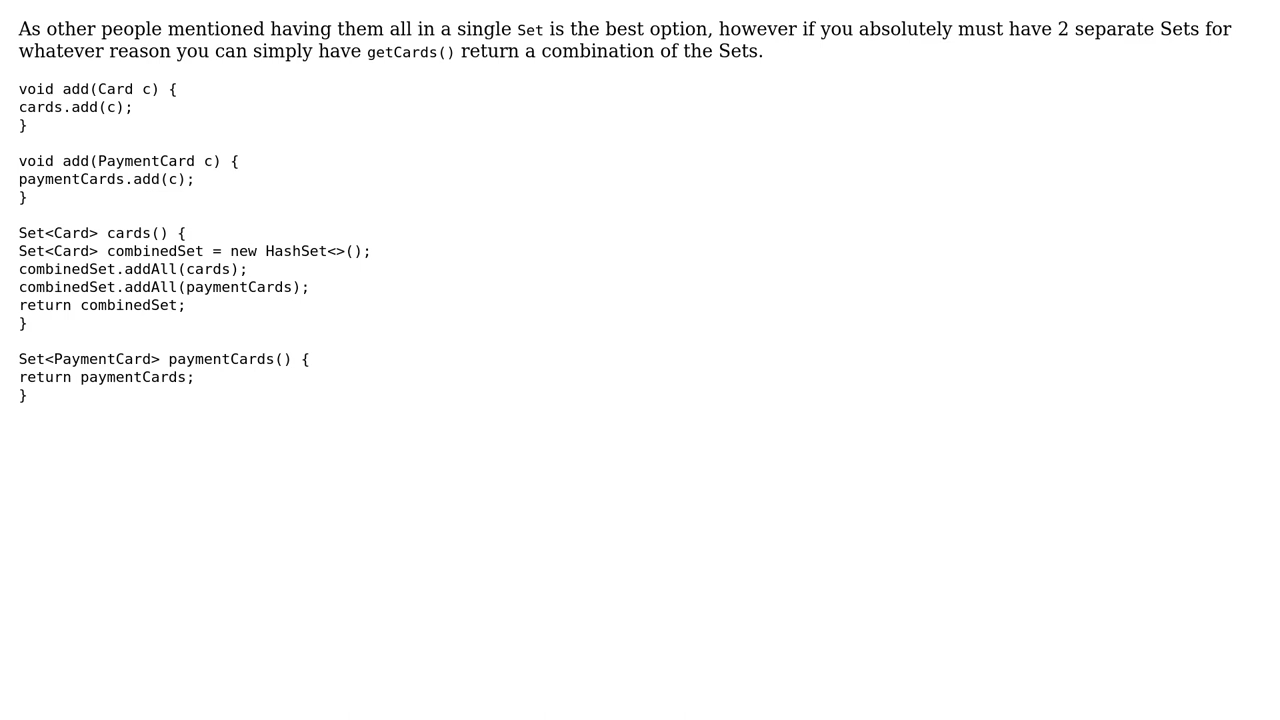 As other people mentioned having them all in a single Set is the best option, however if you absolutely must have 2 separate Sets for
whatever reason you can simply have getCards() return a combination of the Sets.
void add(Card c) {
cards.add(c);
}
void add(PaymentCard c) {
paymentCards.add(c);
}
Set<Card> cards() {
Set<Card> combinedSet = new HashSet<>();
combinedSet.addAll(cards);
combinedSet.addAll(paymentCards);
return combinedSet;
}
Set<PaymentCard> paymentCards() {
return paymentCards;
}